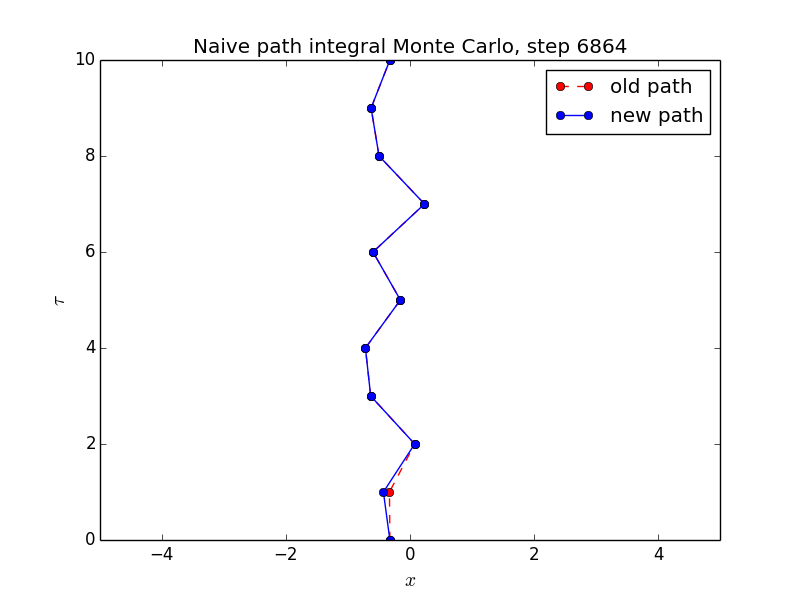 Naive path integral Monte Carlo, step 6864
10
8
6
4
2
0
τ
old path
new path
−4 −2 0 2 4
x